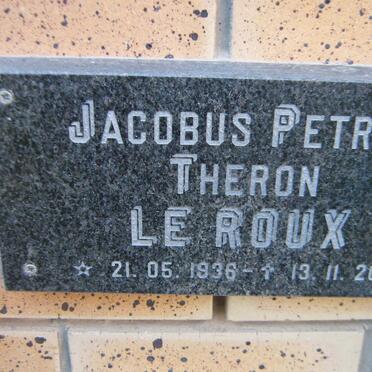 JACOBUS PETR
THERON
LE ROUX
☆ 21. 05. 1936 - ✝ 13. 11. 20